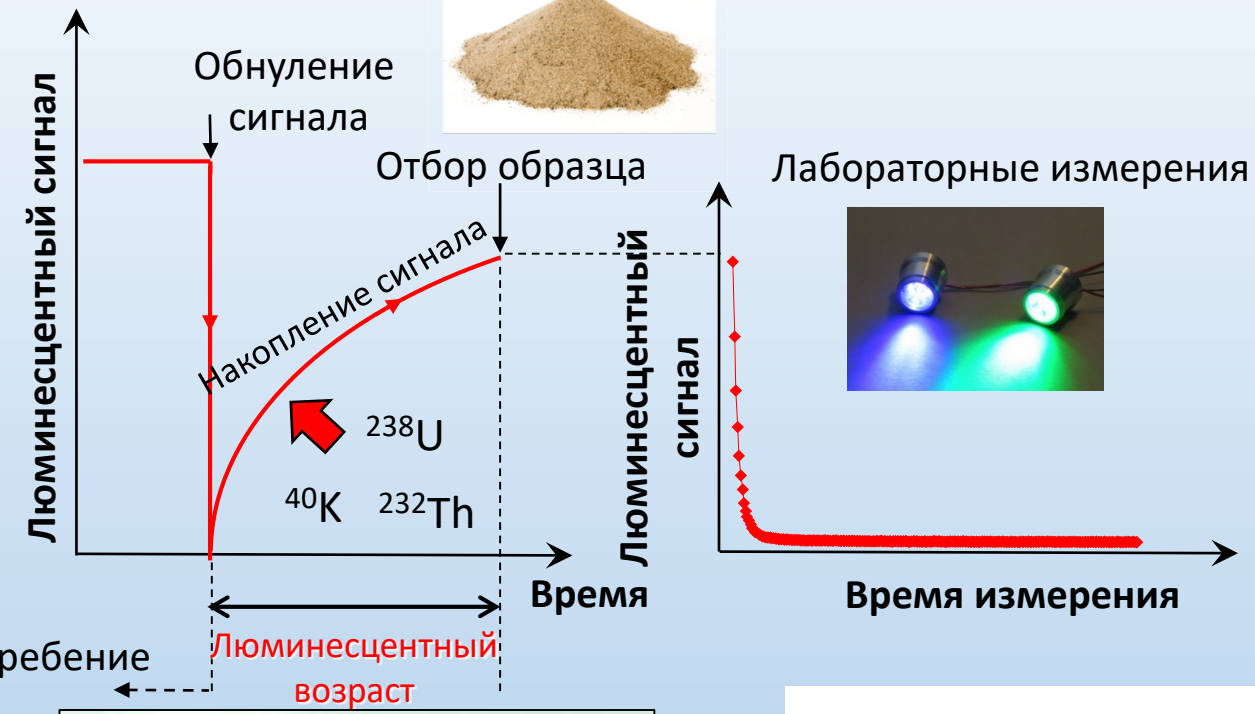 Обнуление
сигнала
Люминесцентный сигнал
Отбор образца
Накопление сигнала
²³⁸U
⁴⁰K ²³²Th
Время
Люминесцентный
возраст
Лабораторные измерения
Люминесцентный
сигнал
Время измерения